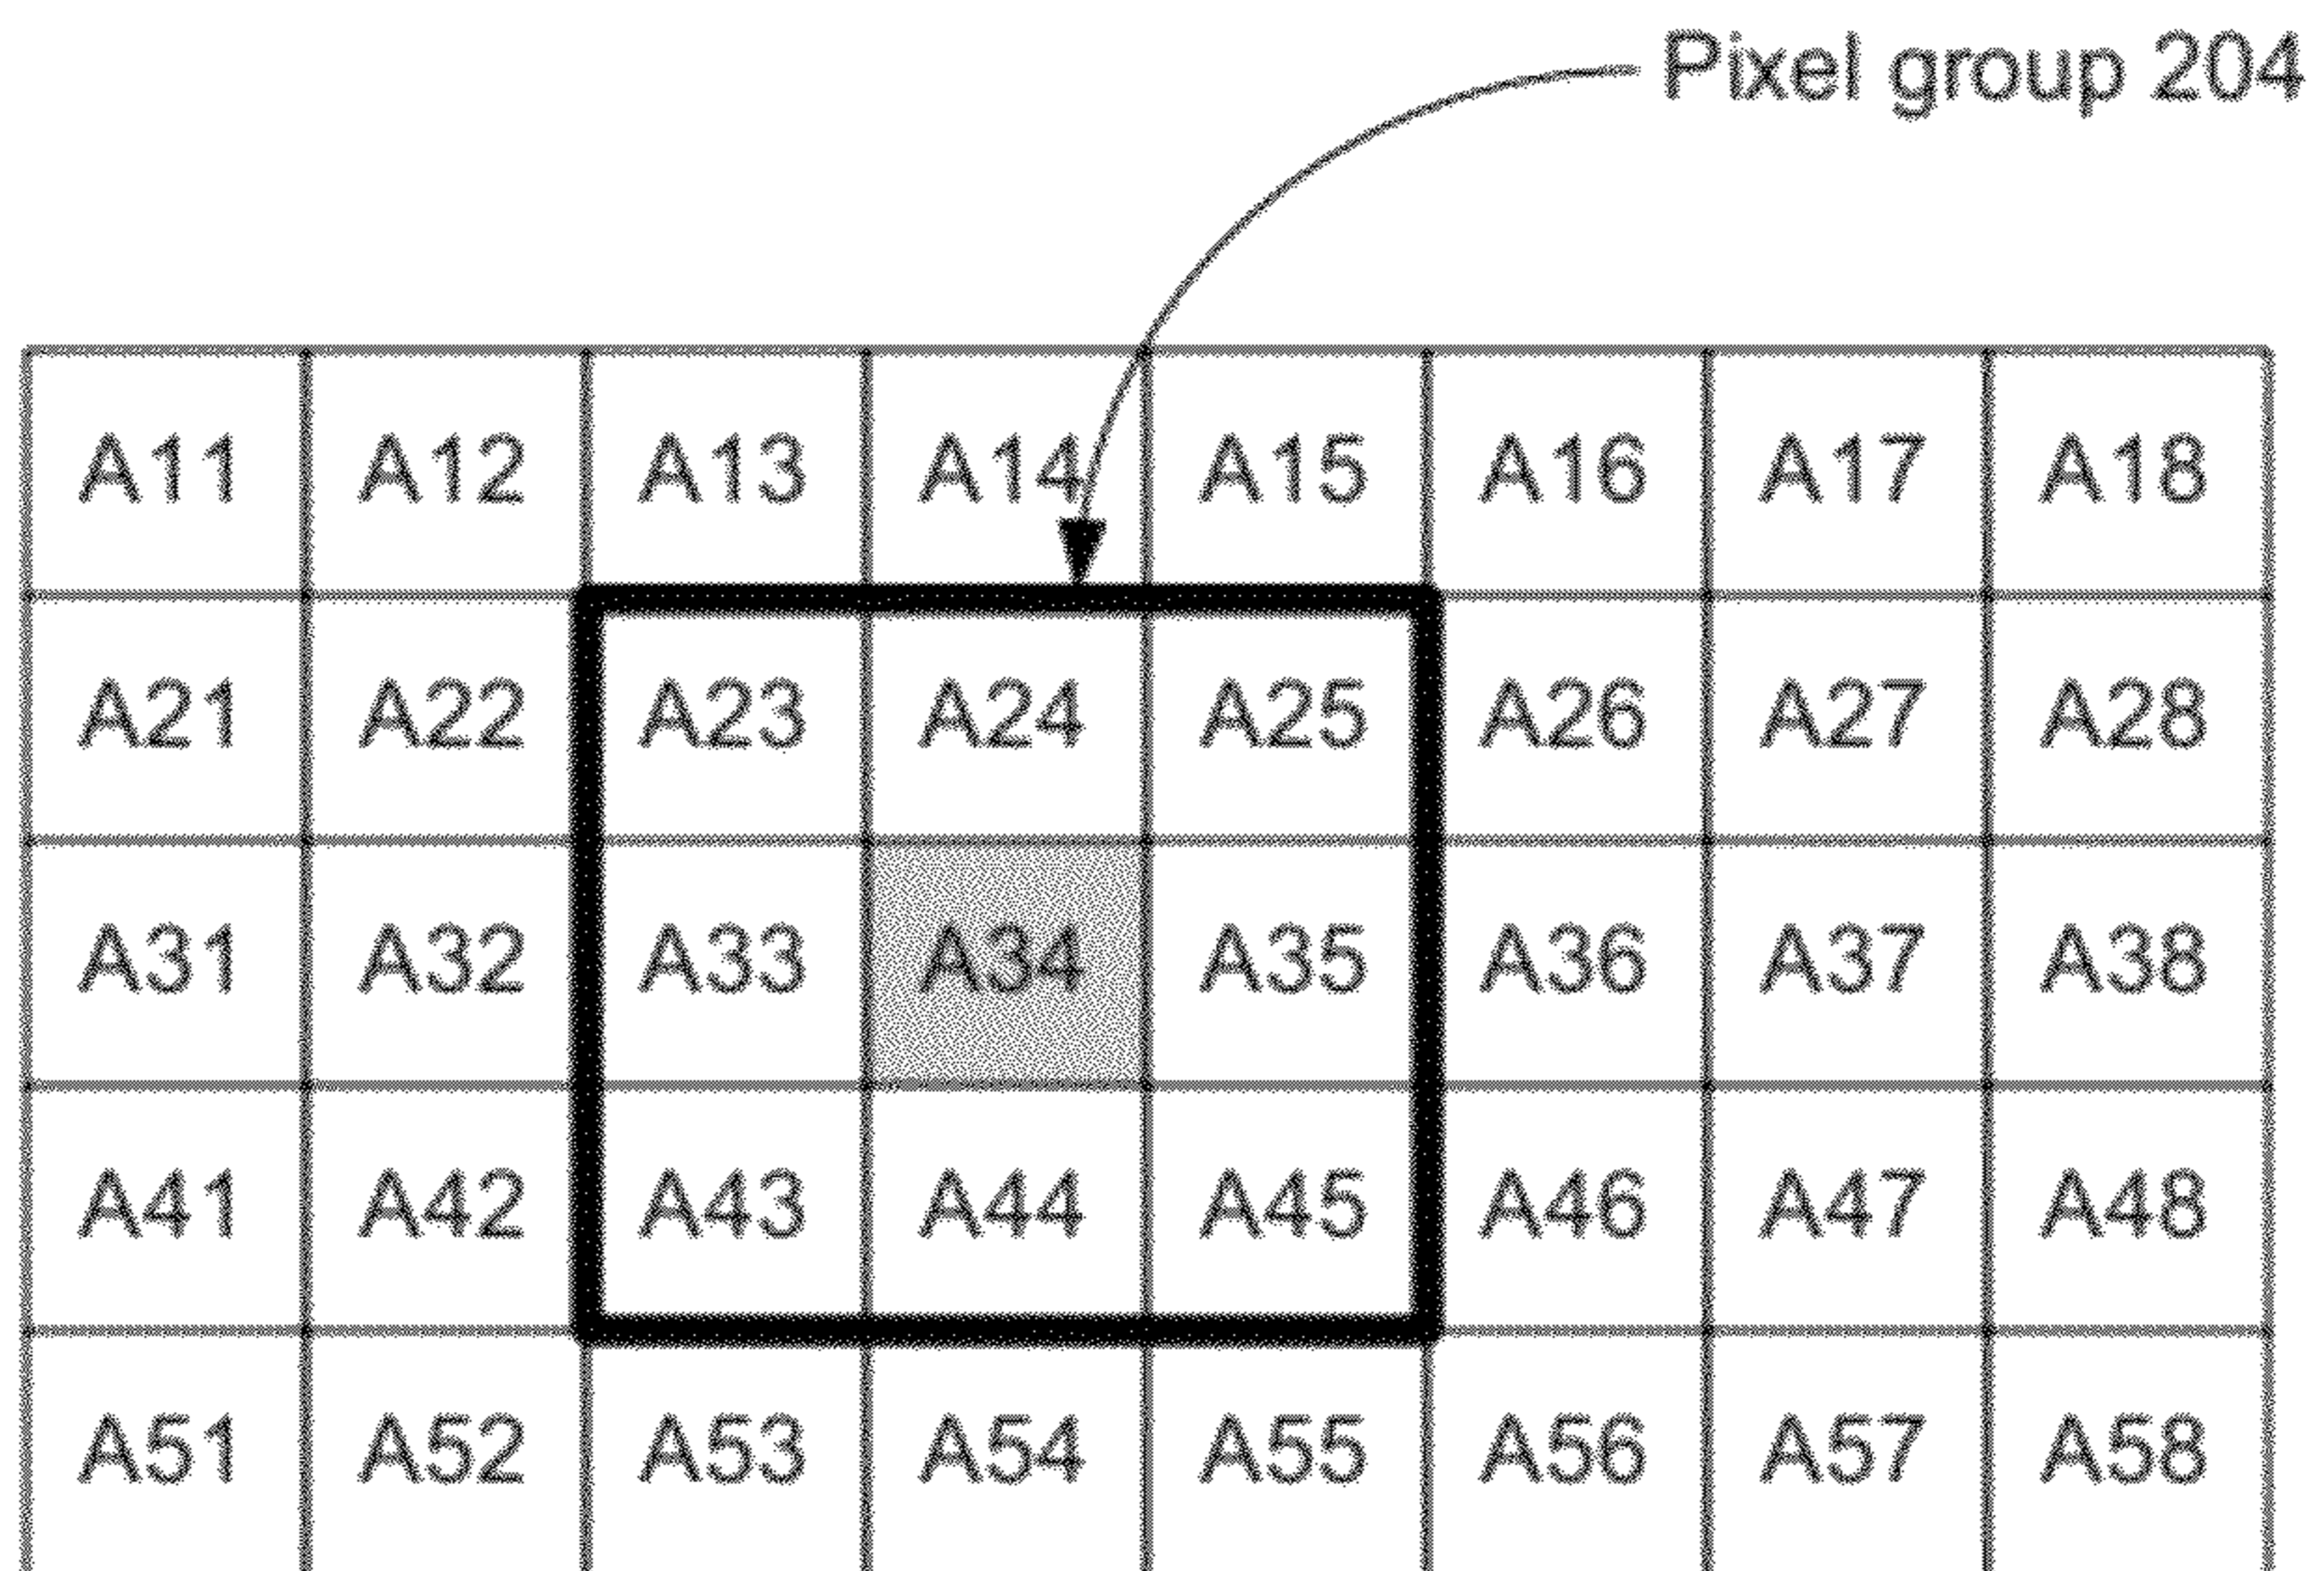 Pixel group 204
A11 A12 A13 A14 A15 A16 A17 A18
A21 A22 A23 A24 A25 A26 A27 A28
A31 A32 A33 A34 A35 A36 A37 A38
A41 A42 A43 A44 A45 A46 A47 A48
A51 A52 A53 A54 A55 A56 A57 A58